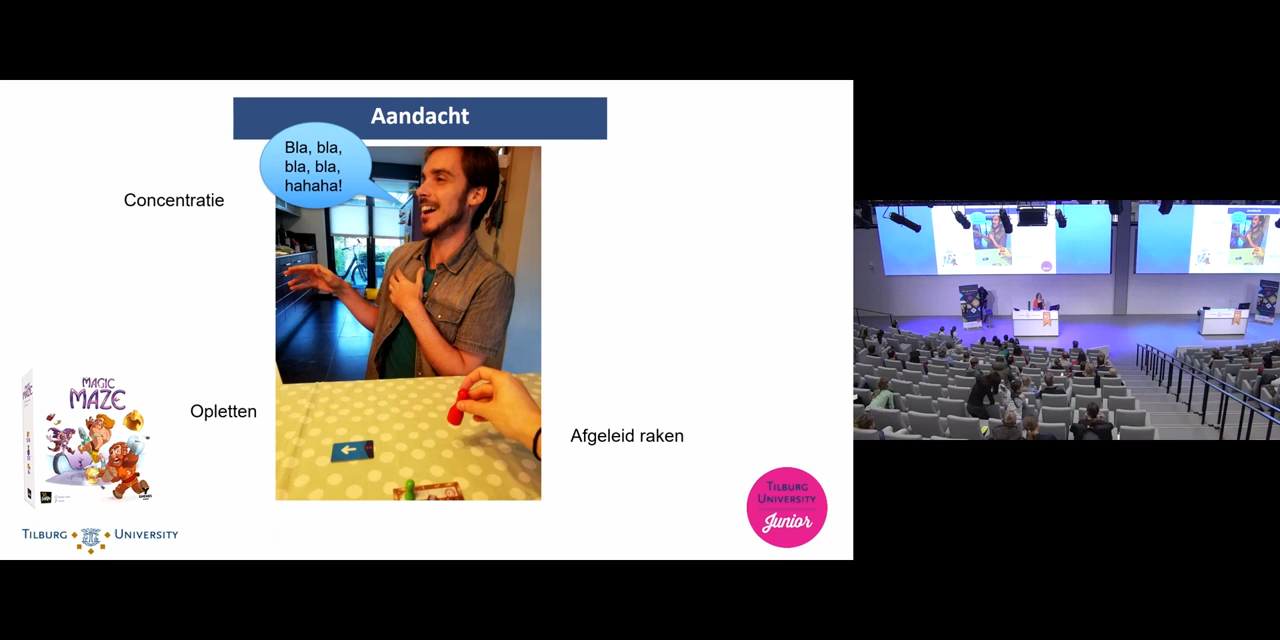 Aandacht
Bla, bla,
bla, bla,
hahaha!
Concentratie
Opletten
Afgeleid raken
MAGIC
MAZE
TILBURG UNIVERSITY
TILBURG
UNIVERSITY
Junior